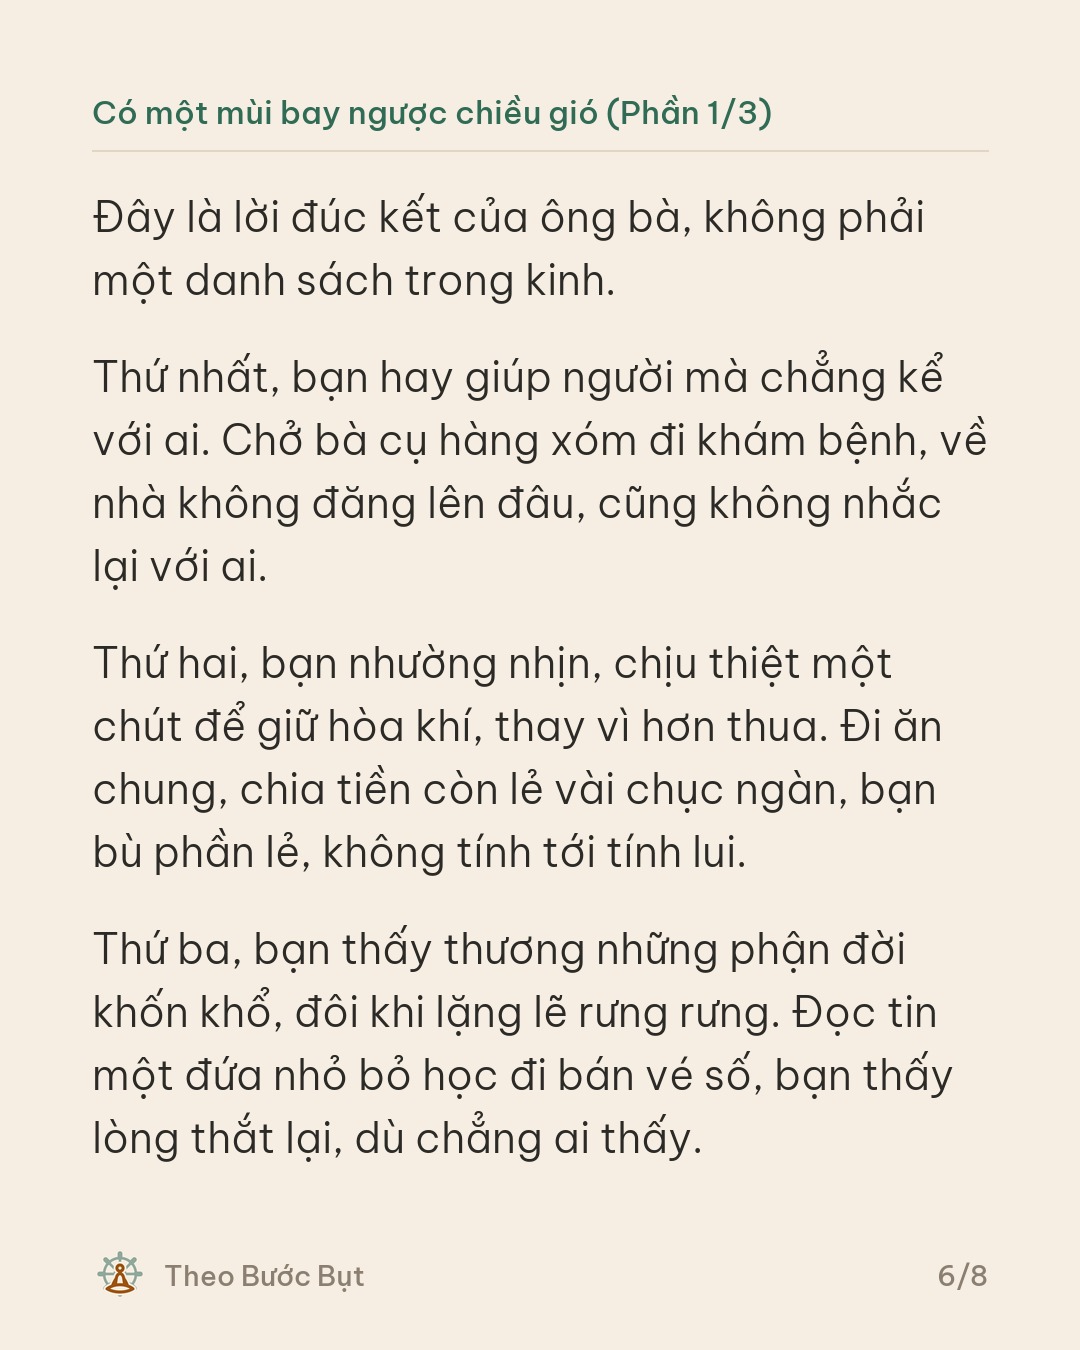 Có một mùi bay ngược chiều gió (Phần 1/3)
Đây là lời đúc kết của ông bà, không phải
một danh sách trong kinh.
Thứ nhất, bạn hay giúp người mà chẳng kể
với ai. Chở bà cụ hàng xóm đi khám bệnh, về
nhà không đăng lên đâu, cũng không nhắc
lại với ai.
Thứ hai, bạn nhường nhịn, chịu thiệt một
chút để giữ hòa khí, thay vì hơn thua. Đi ăn
chung, chia tiền còn lẻ vài chục ngàn, bạn
bù phần lẻ, không tính tới tính lui.
Thứ ba, bạn thấy thương những phận đời
khốn khổ, đôi khi lặng lẽ rưng rưng. Đọc tin
một đứa nhỏ bỏ học đi bán vé số, bạn thấy
lòng thắt lại, dù chẳng ai thấy.
Theo Bước Bụt
6/8